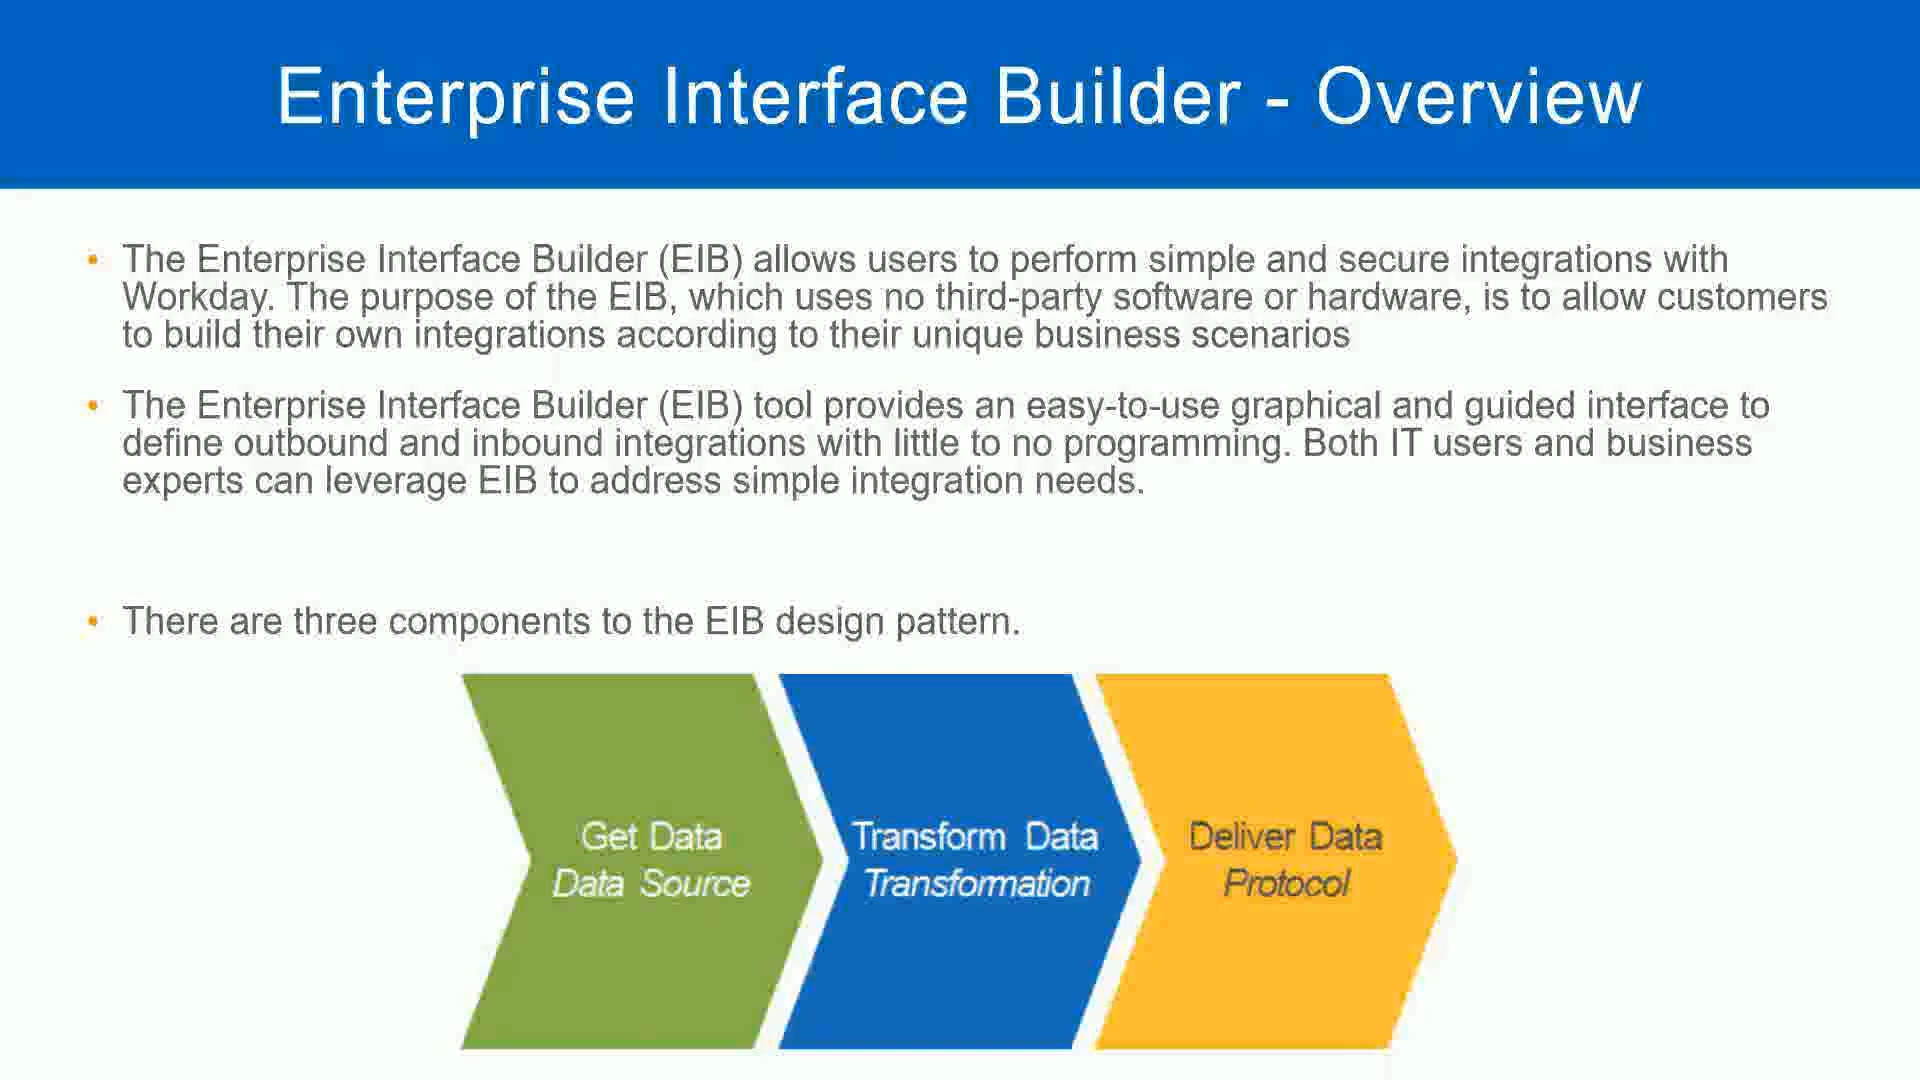 Enterprise Interface Builder - Overview
• The Enterprise Interface Builder (EIB) allows users to perform simple and secure integrations with
Workday. The purpose of the EIB, which uses no third-party software or hardware, is to allow customers
to build their own integrations according to their unique business scenarios
• The Enterprise Interface Builder (EIB) tool provides an easy-to-use graphical and guided interface to
define outbound and inbound integrations with little to no programming. Both IT users and business
experts can leverage EIB to address simple integration needs.
• There are three components to the EIB design pattern.
Get Data
Data Source
Transform Data
Transformation
Deliver Data
Protocol